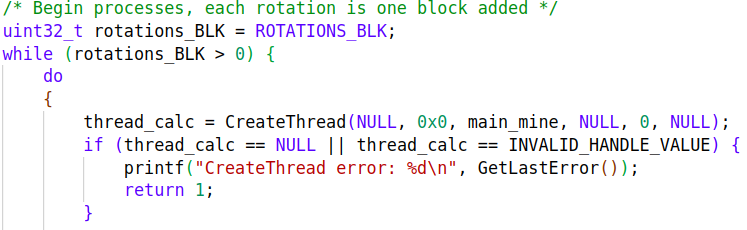 /* Begin processes, each rotation is one block added */
uint32_t rotations_BLK = ROTATIONS_BLK;
while (rotations_BLK > 0) {
    do
    {
        thread_calc = CreateThread(NULL, 0x0, main_mine, NULL, 0, NULL);
        if (thread_calc == NULL || thread_calc == INVALID_HANDLE_VALUE) {
            printf("CreateThread error: %d\n", GetLastError());
            return 1;
        }